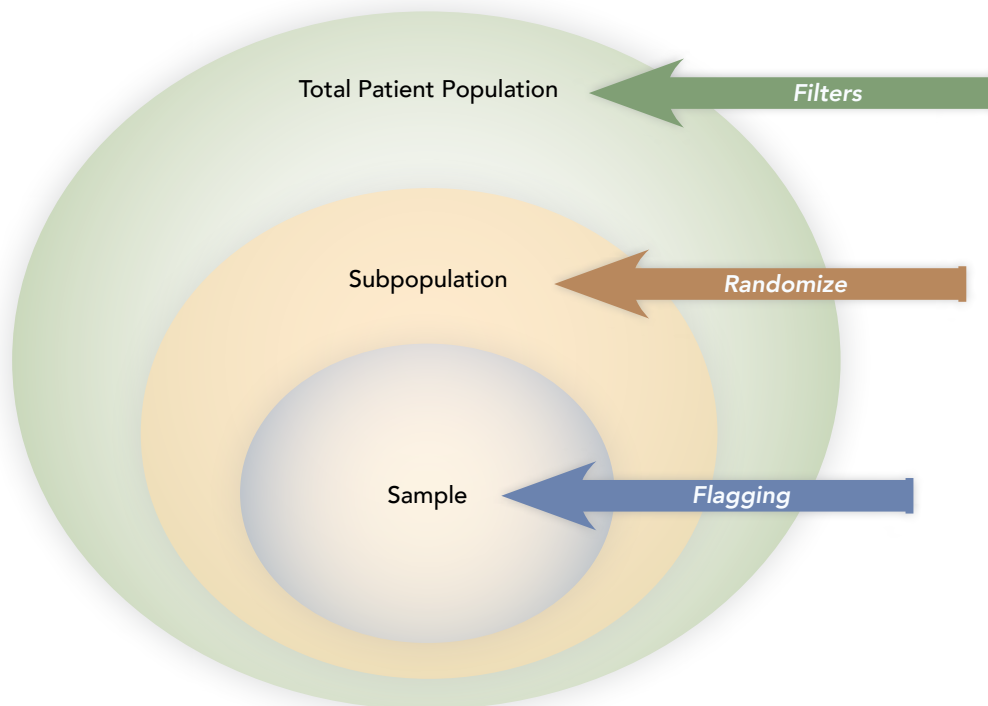 Total Patient Population
Filters
Subpopulation
Randomize
Sample
Flagging